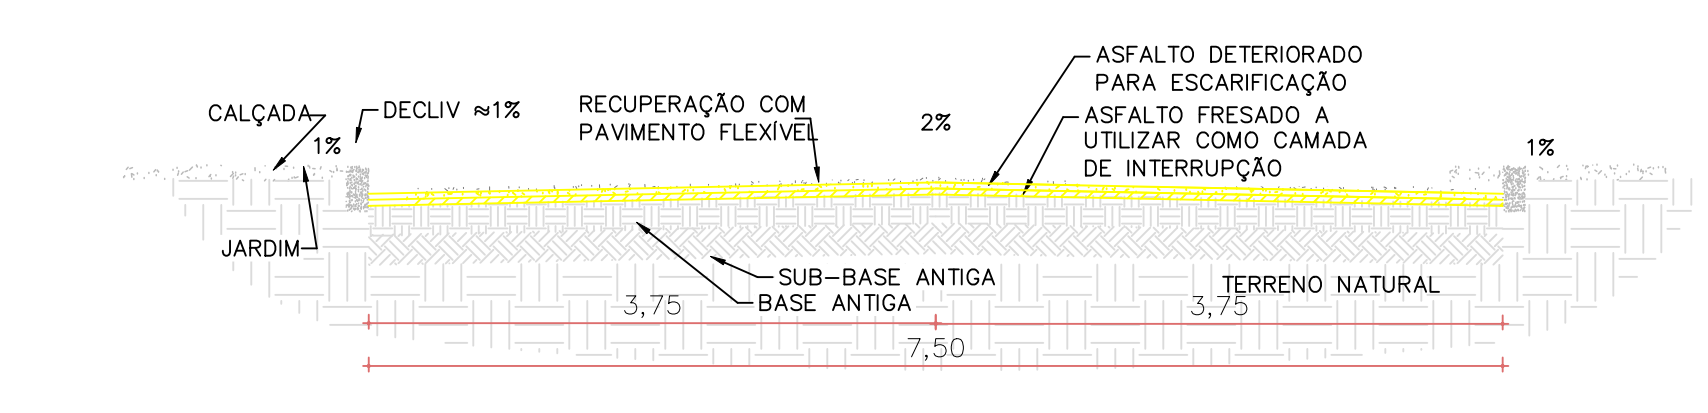 ASFALTO DETERIORADO
PARA ESCARIFICAÇÃO
CALÇADA
DECLIV ≈1%
RECUPERAÇÃO COM
PAVIMENTO FLEXÍVEL
2%
ASFALTO FRESADO A
UTILIZAR COMO CAMADA
DE INTERRUPÇÃO
1%
1%
JARDIM
SUB-BASE ANTIGA
BASE ANTIGA
TERRENO NATURAL
3,75
3,75
7,50